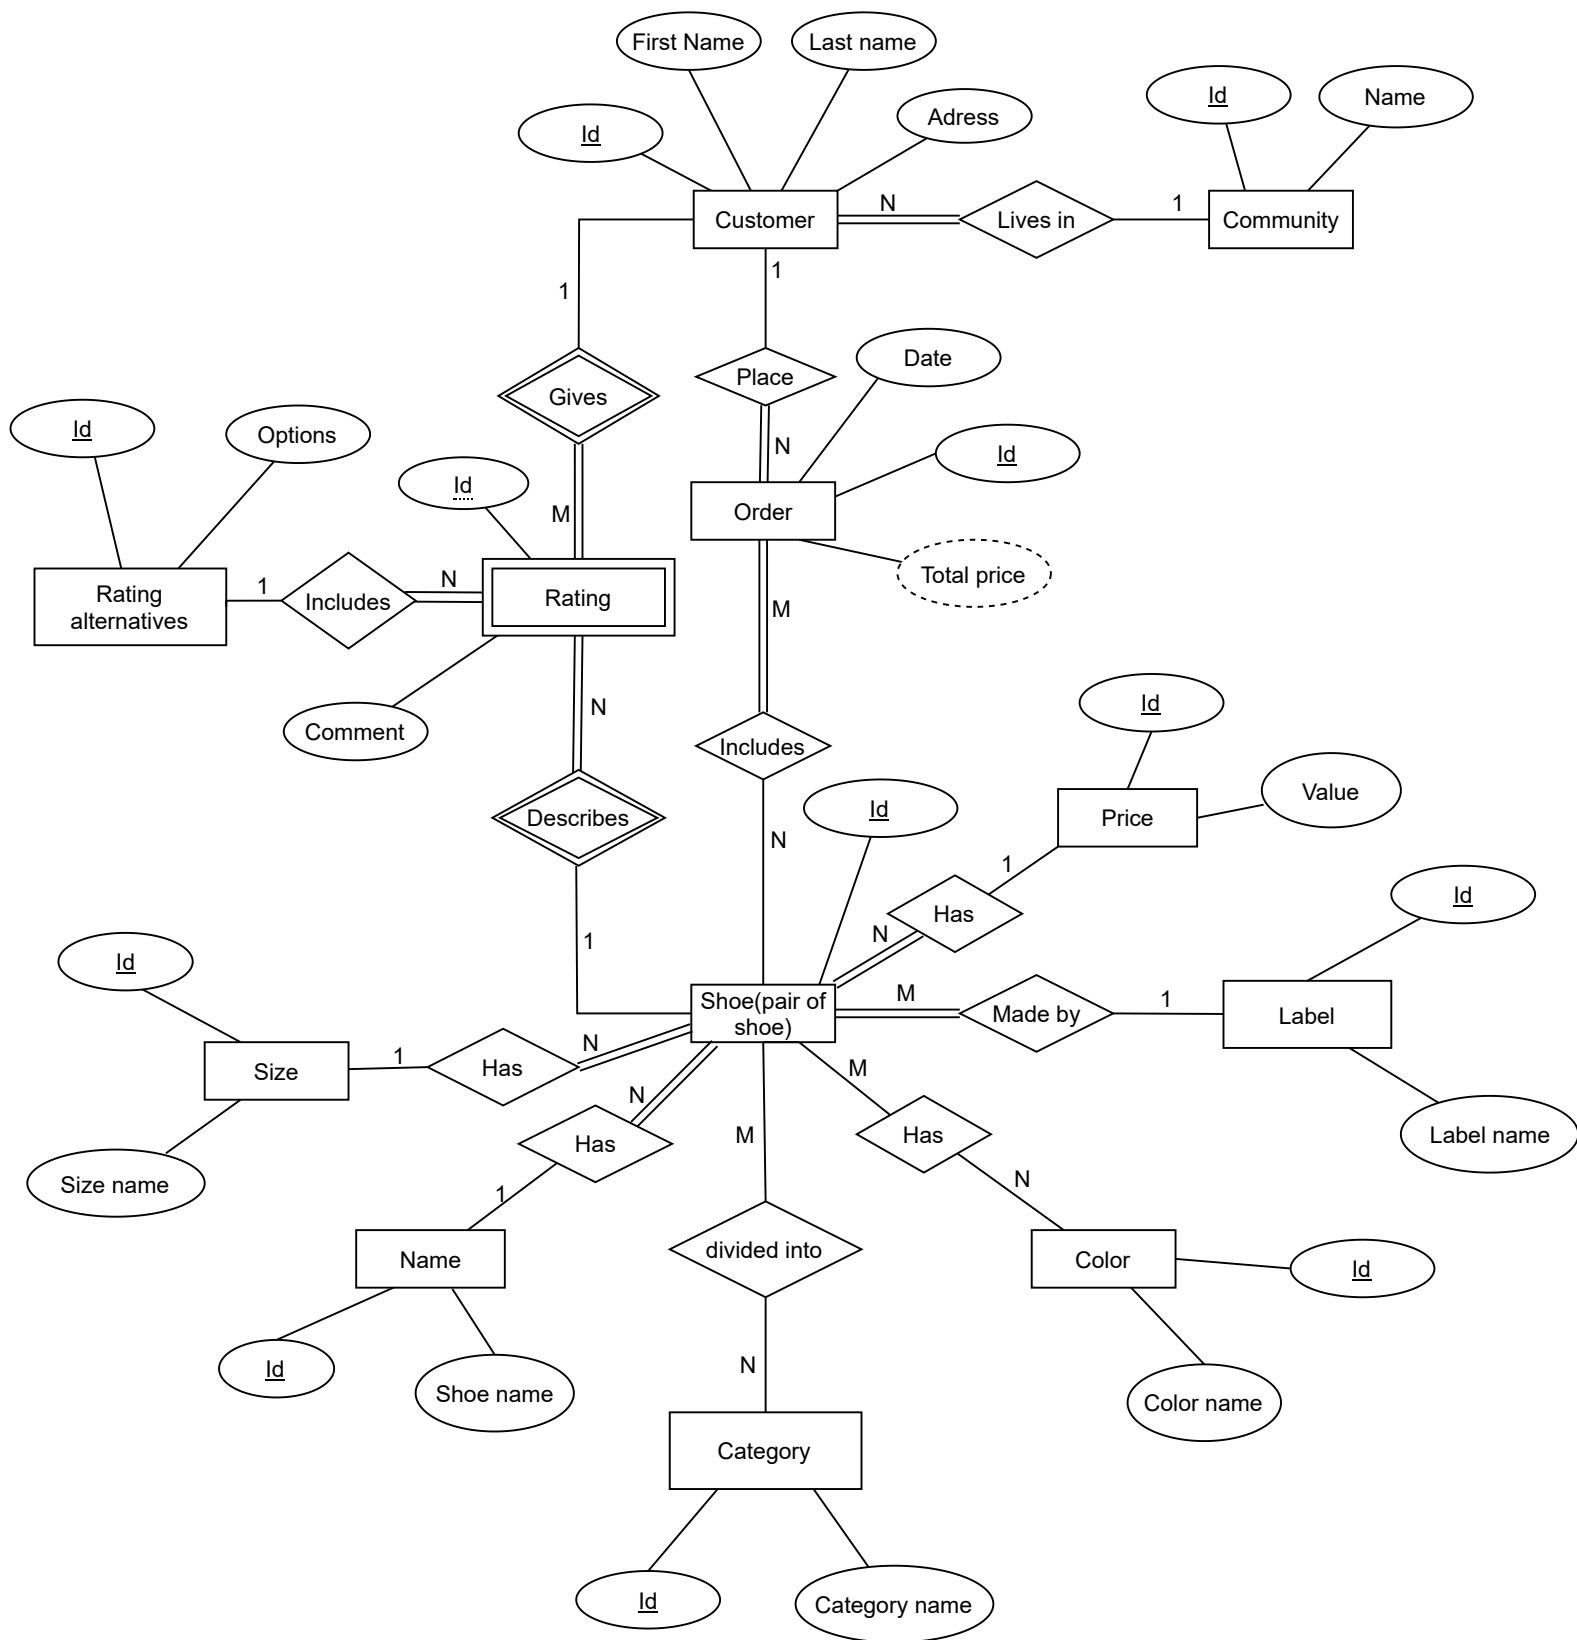 First Name
Last name
Id
Name
Adress
Id
Customer
N
Lives in
1
Community
1
1
Gives
Place
Date
Id
Options
Id
N
Id
M
Order
Total price
Rating
alternatives
1
Includes
N
Rating
M
Comment
N
Id
Includes
Describes
N
Id
Price
Value
1
Has
N
Id
1
Id
Shoe(pair of
shoe)
M
Made by
1
Label
Size
1
Has
N
N
M
Has
Has
M
Label name
Size name
1
N
Name
divided into
Color
Id
Id
Shoe name
N
Color name
Category
Id
Category name